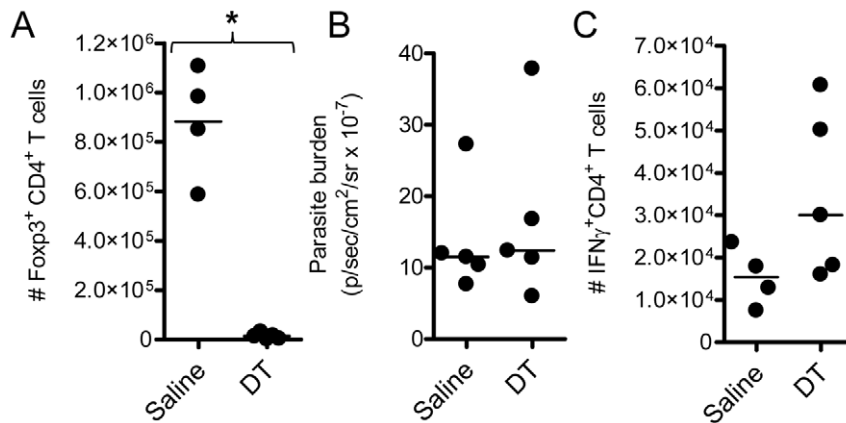 A
# Foxp3⁺ CD4⁺ T cells
1.2×10⁶
1.0×10⁶
8.0×10⁵
6.0×10⁵
4.0×10⁵
2.0×10⁵
0
*
Saline
DT
B
Parasite burden
(p/sec/cm²/sr x 10⁻⁷)
40
30
20
10
0
Saline
DT
C
# IFNγ⁺CD4⁺ T cells
7.0×10⁴
6.0×10⁴
5.0×10⁴
4.0×10⁴
3.0×10⁴
2.0×10⁴
1.0×10⁴
0
Saline
DT